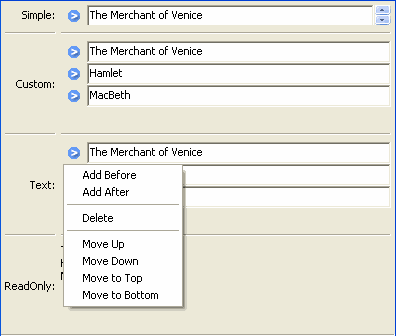 Simple:
The Merchant of Venice
The Merchant of Venice
Custom:
Hamlet
MacBeth
The Merchant of Venice
Text:
Add Before
Add After
Delete
Move Up
Move Down
Move to Top
Move to Bottom
ReadOnly: